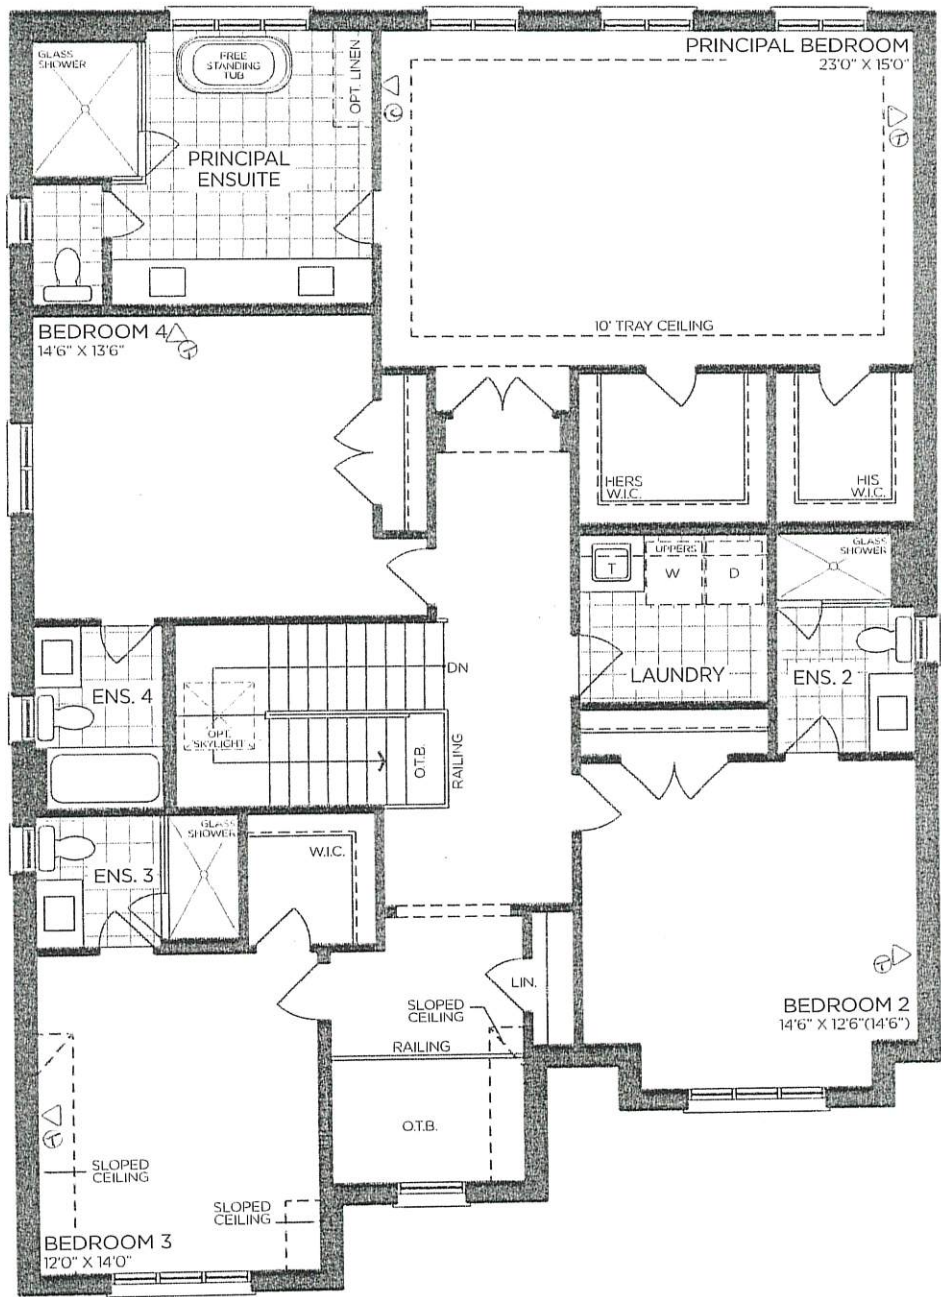 GLASS
SHOWER
FREE
STANDING
TUB
OPT. LINEN
PRINCIPAL BEDROOM
23'0" X 15'0"
PRINCIPAL
ENSUITE
10' TRAY CEILING
BEDROOM 4
14'6" X 13'6"
HERS
W.I.C.
HIS
W.I.C.
T
UPPERS
W
D
GLASS
SHOWER
LAUNDRY
ENS. 2
ENS. 4
DN
OPT.
SKYLIGHT
O.T.B.
RAILING
GLASS
SHOWER
W.I.C.
ENS. 3
LIN.
SLOPED
CEILING
RAILING
BEDROOM 2
14'6" X 12'6"(14'6")
O.T.B.
SLOPED
CEILING
SLOPED
CEILING
BEDROOM 3
12'0" X 14'0"